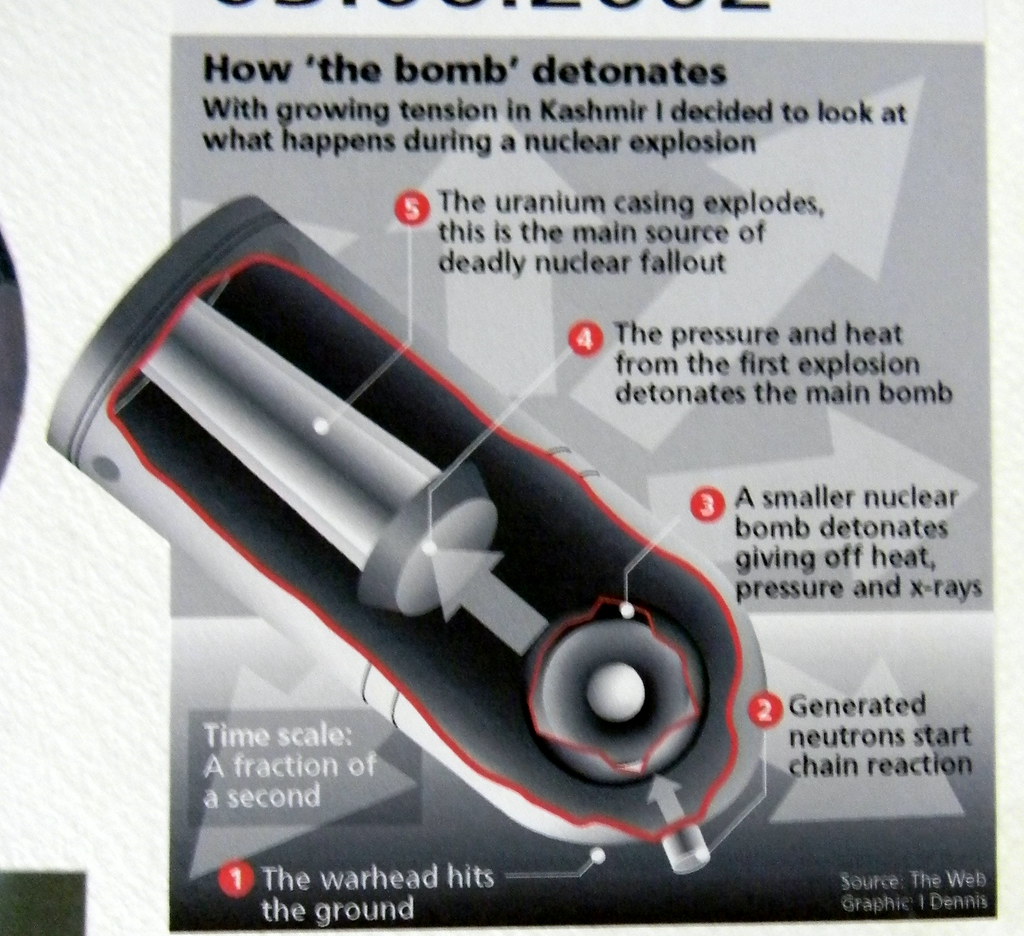 How 'the bomb' detonates
With growing tension in Kashmir I decided to look at
what happens during a nuclear explosion
5 The uranium casing explodes,
this is the main source of
deadly nuclear fallout
4 The pressure and heat
from the first explosion
detonates the main bomb
3 A smaller nuclear
bomb detonates
giving off heat,
pressure and x-rays
2 Generated
neutrons start
chain reaction
Time scale:
A fraction of
a second
1 The warhead hits
the ground
Source: The Web
Graphic: I Dennis